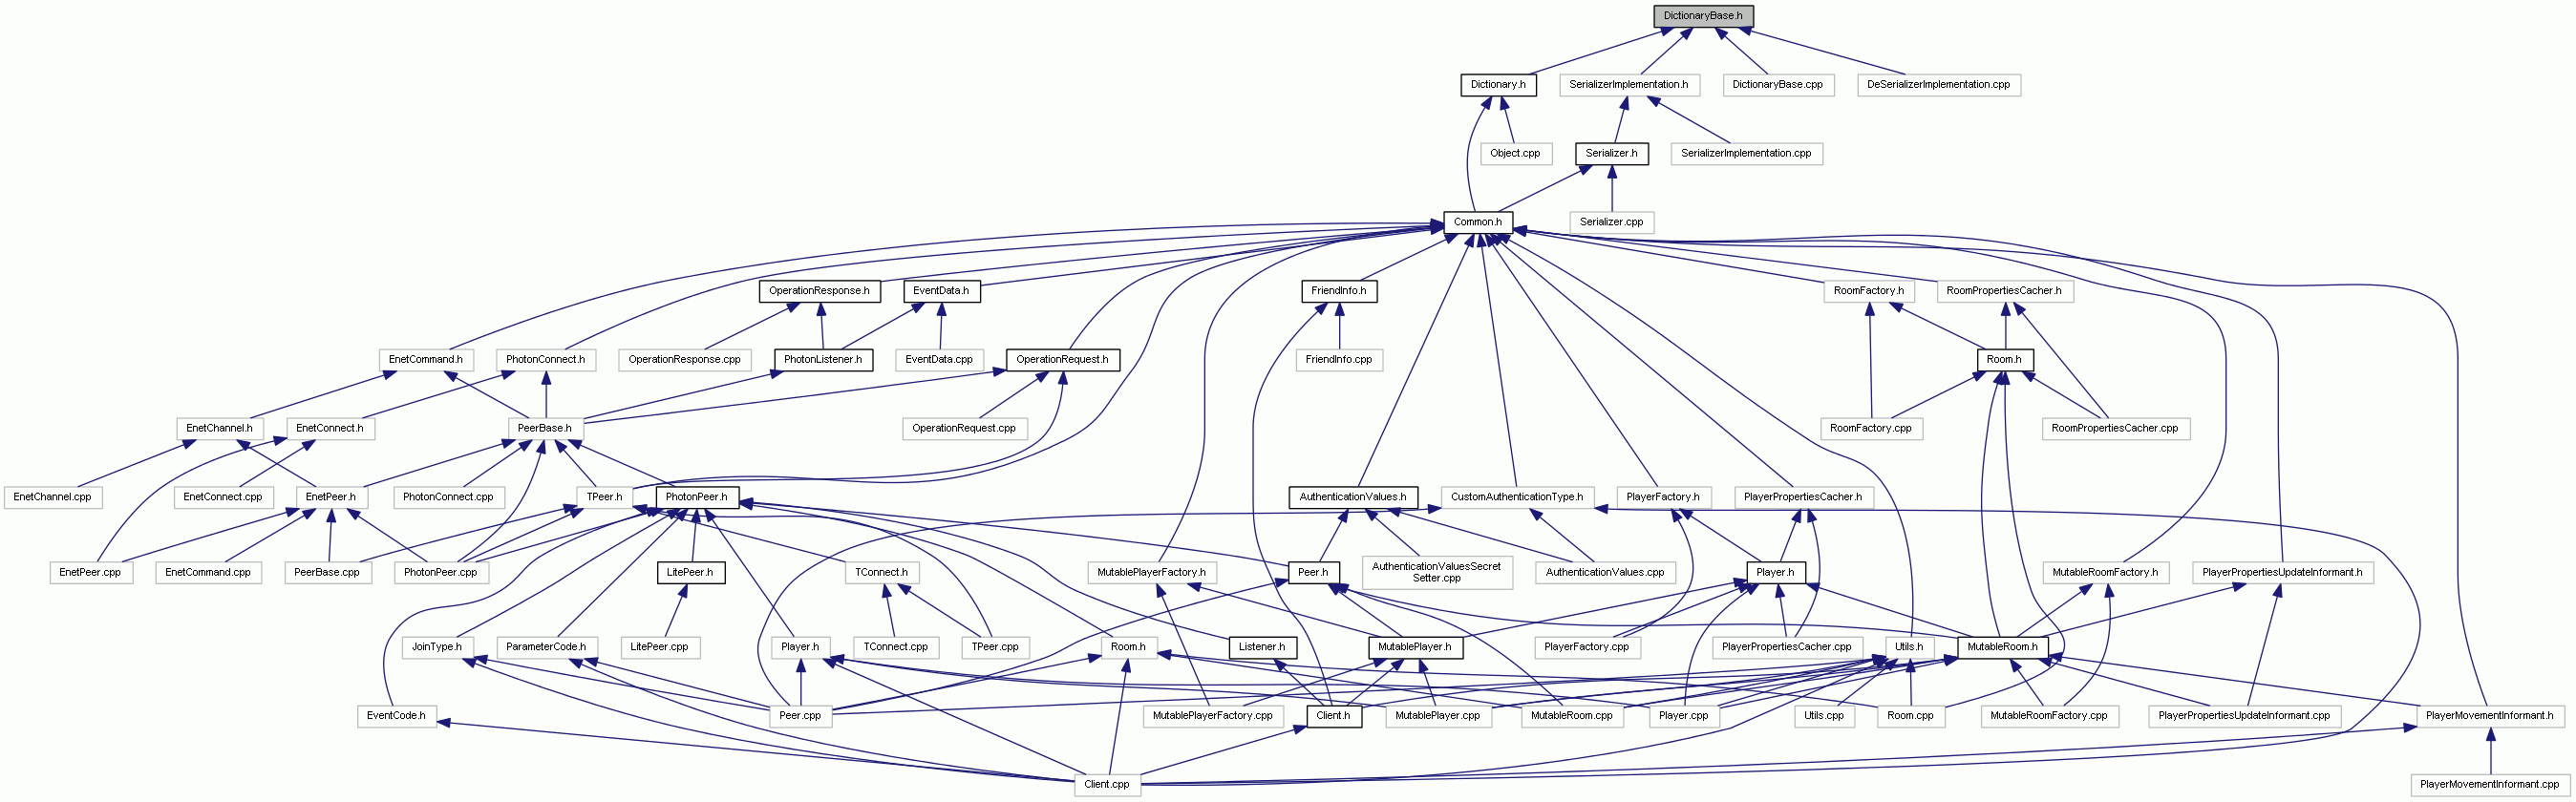 DictionaryBase.h
Dictionary.h
SerializerImplementation.h
DictionaryBase.cpp
DeSerializerImplementation.cpp
Object.cpp
Serializer.h
SerializerImplementation.cpp
Common.h
Serializer.cpp
OperationResponse.h
EventData.h
FriendInfo.h
RoomFactory.h
RoomPropertiesCacher.h
EnetCommand.h
PhotonConnect.h
OperationResponse.cpp
PhotonListener.h
EventData.cpp
OperationRequest.h
FriendInfo.cpp
Room.h
EnetChannel.h
EnetConnect.h
PeerBase.h
OperationRequest.cpp
RoomFactory.cpp
RoomPropertiesCacher.cpp
EnetChannel.cpp
EnetConnect.cpp
EnetPeer.h
PhotonConnect.cpp
TPeer.h
PhotonPeer.h
AuthenticationValues.h
CustomAuthenticationType.h
PlayerFactory.h
PlayerPropertiesCacher.h
EnetPeer.cpp
EnetCommand.cpp
PeerBase.cpp
PhotonPeer.cpp
LitePeer.h
TConnect.h
MutablePlayerFactory.h
Peer.h
AuthenticationValuesSecret
Setter.cpp
AuthenticationValues.cpp
Player.h
MutableRoomFactory.h
PlayerPropertiesUpdateInformant.h
JoinType.h
ParameterCode.h
LitePeer.cpp
Player.h
TConnect.cpp
TPeer.cpp
Room.h
Listener.h
MutablePlayer.h
PlayerFactory.cpp
PlayerPropertiesCacher.cpp
Utils.h
MutableRoom.h
EventCode.h
Peer.cpp
MutablePlayerFactory.cpp
Client.h
MutablePlayer.cpp
MutableRoom.cpp
Player.cpp
Utils.cpp
Room.cpp
MutableRoomFactory.cpp
PlayerPropertiesUpdateInformant.cpp
PlayerMovementInformant.h
Client.cpp
PlayerMovementInformant.cpp